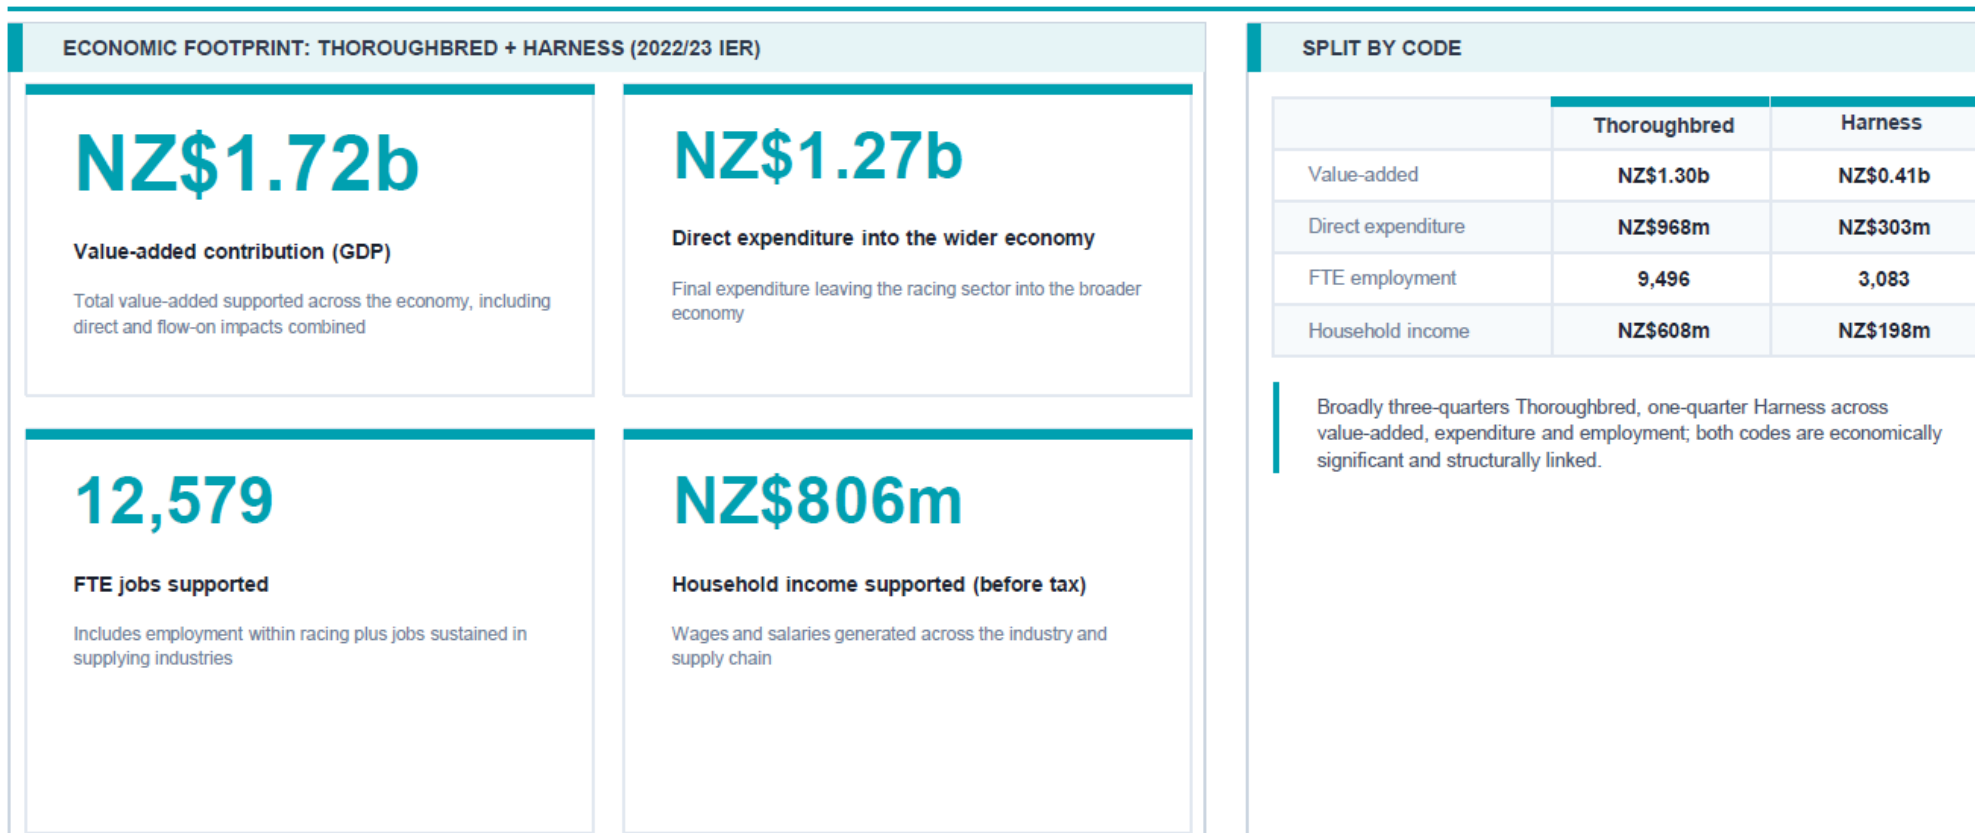 ECONOMIC FOOTPRINT: THOROUGHBRED + HARNESS (2022/23 IER)
NZ$1.72b
Value-added contribution (GDP)
Total value-added supported across the economy, including
direct and flow-on impacts combined
NZ$1.27b
Direct expenditure into the wider economy
Final expenditure leaving the racing sector into the broader
economy
12,579
FTE jobs supported
Includes employment within racing plus jobs sustained in
supplying industries
NZ$806m
Household income supported (before tax)
Wages and salaries generated across the industry and
supply chain
SPLIT BY CODE
Thoroughbred Harness
Value-added NZ$1.30b NZ$0.41b
Direct expenditure NZ$968m NZ$303m
FTE employment 9,496 3,083
Household income NZ$608m NZ$198m
Broadly three-quarters Thoroughbred, one-quarter Harness across
value-added, expenditure and employment; both codes are economically
significant and structurally linked.